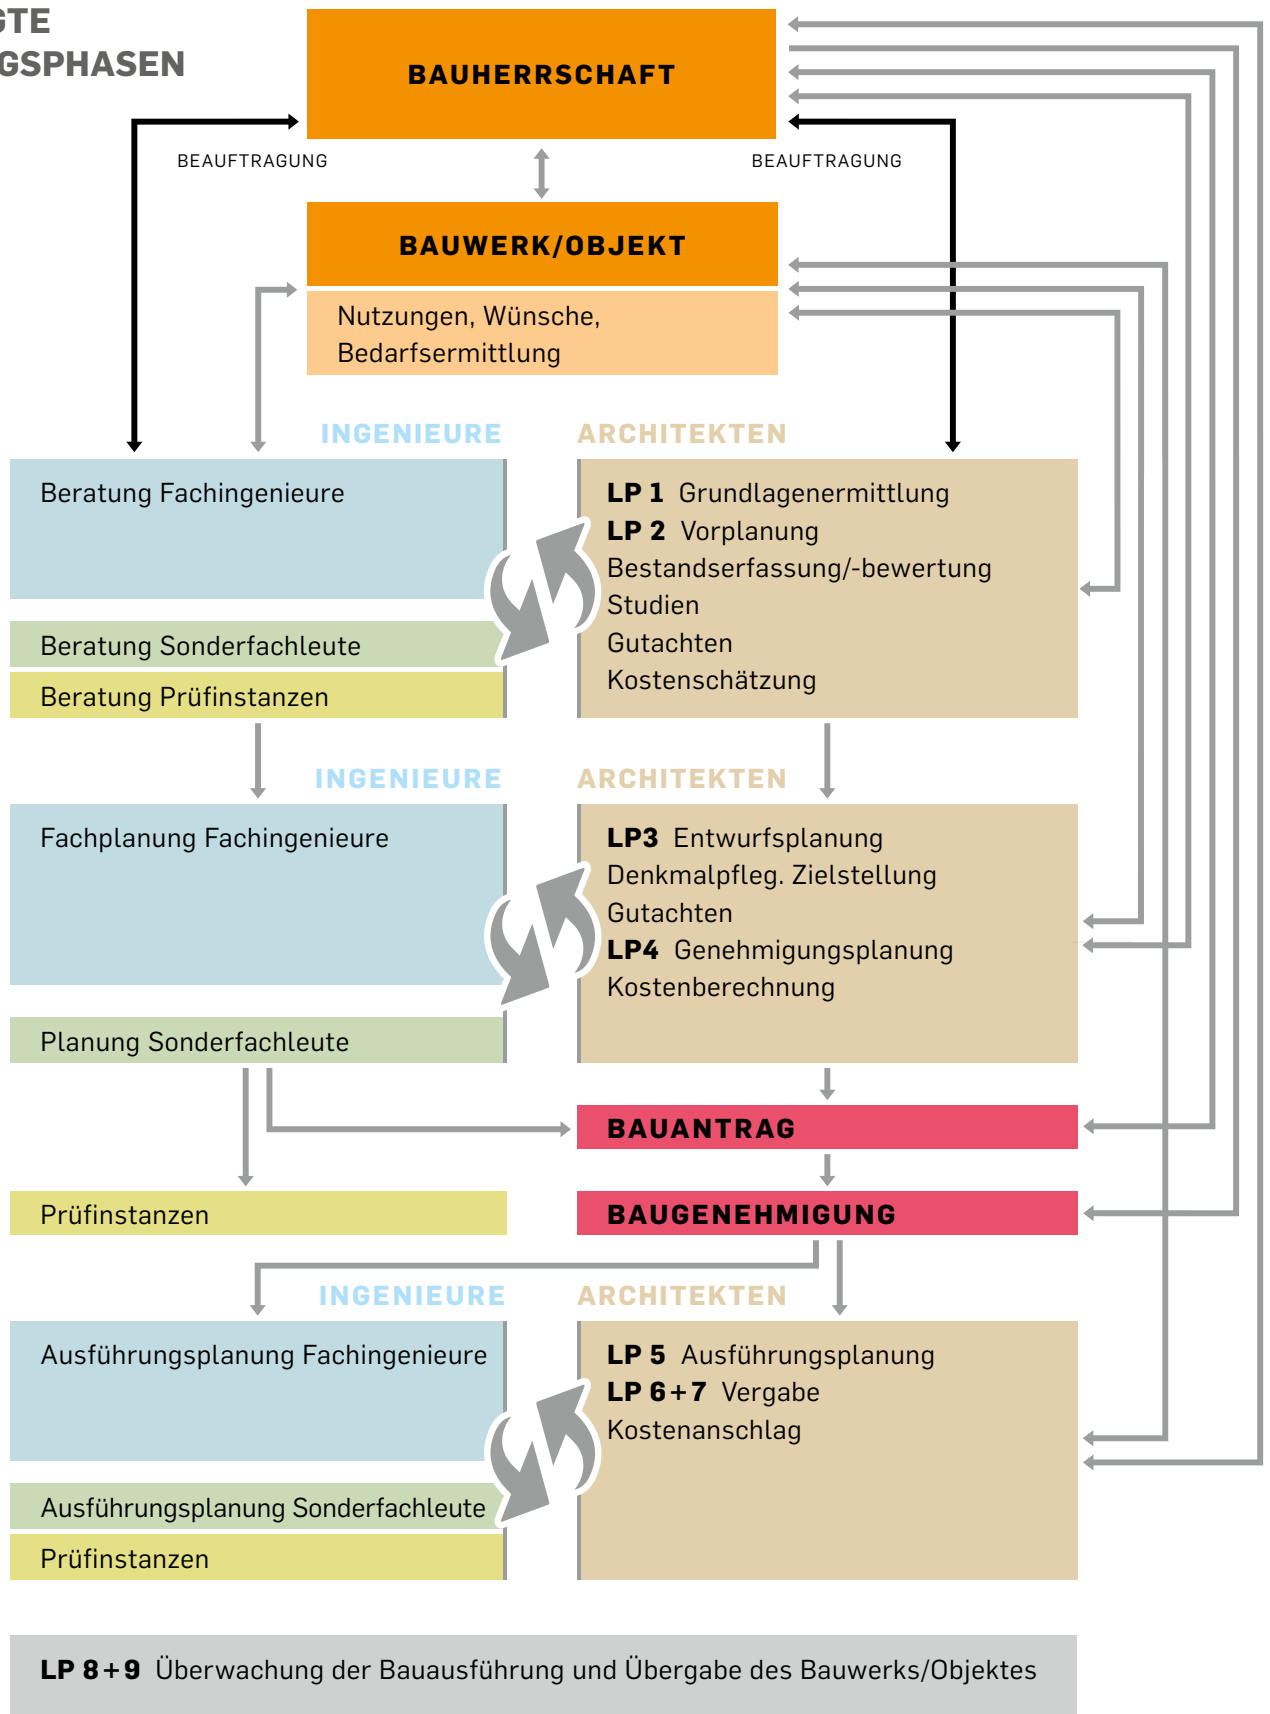 GTE
GSPHASEN
BAUHERRSCHAFT
BEAUFTRAGUNG
BEAUFTRAGUNG
BAUWERK/OBJEKT
Nutzungen, Wünsche,
Bedarfsermittlung
INGENIEURE
ARCHITEKTEN
Beratung Fachingenieure
Beratung Sonderfachleute
Beratung Prüfinstanzen
LP 1 Grundlagenermittlung
LP 2 Vorplanung
Bestandserfassung/-bewertung
Studien
Gutachten
Kostenschätzung
INGENIEURE
ARCHITEKTEN
Fachplanung Fachingenieure
Planung Sonderfachleute
LP3 Entwurfsplanung
Denkmalpfleg. Zielstellung
Gutachten
LP4 Genehmigungsplanung
Kostenberechnung
BAUANTRAG
Prüfinstanzen
BAUGENEHMIGUNG
INGENIEURE
ARCHITEKTEN
Ausführungsplanung Fachingenieure
Ausführungsplanung Sonderfachleute
Prüfinstanzen
LP 5 Ausführungsplanung
LP 6+7 Vergabe
Kostenanschlag
LP 8+9 Überwachung der Bauausführung und Übergabe des Bauwerks/Objektes